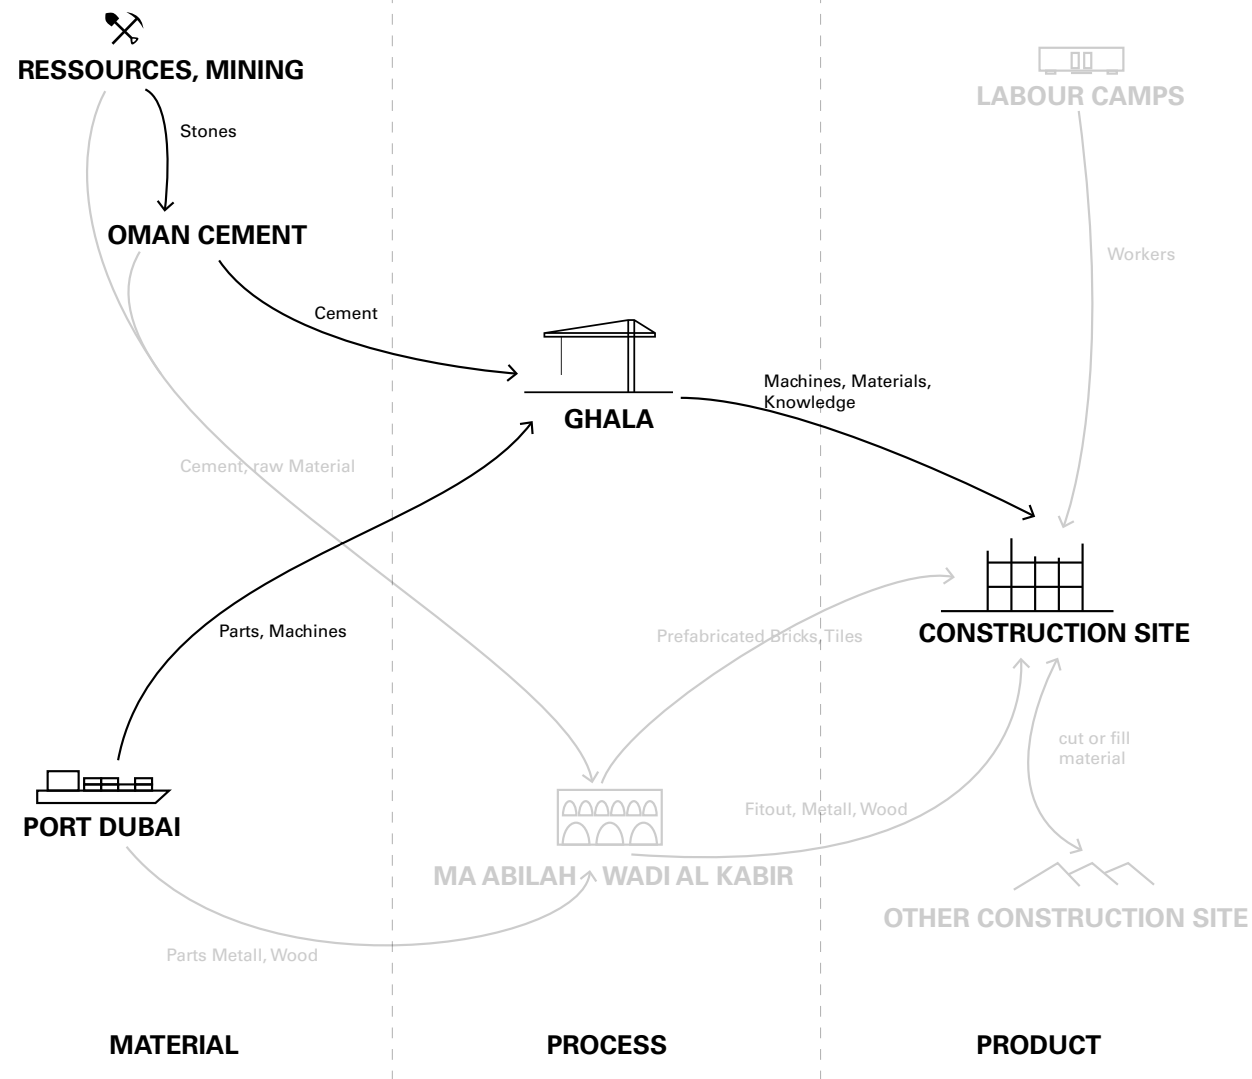 RESSOURCES, MINING
LABOUR CAMPS
Stones
OMAN CEMENT
Workers
Cement
Machines, Materials,
Knowledge
GHALA
Cement, raw Material
Parts, Machines
Prefabricated Bricks, Tiles
CONSTRUCTION SITE
cut or fill
material
PORT DUBAI
Fitout, Metall, Wood
MA ABILAH WADI AL KABIR
OTHER CONSTRUCTION SITE
Parts Metall, Wood
MATERIAL
PROCESS
PRODUCT